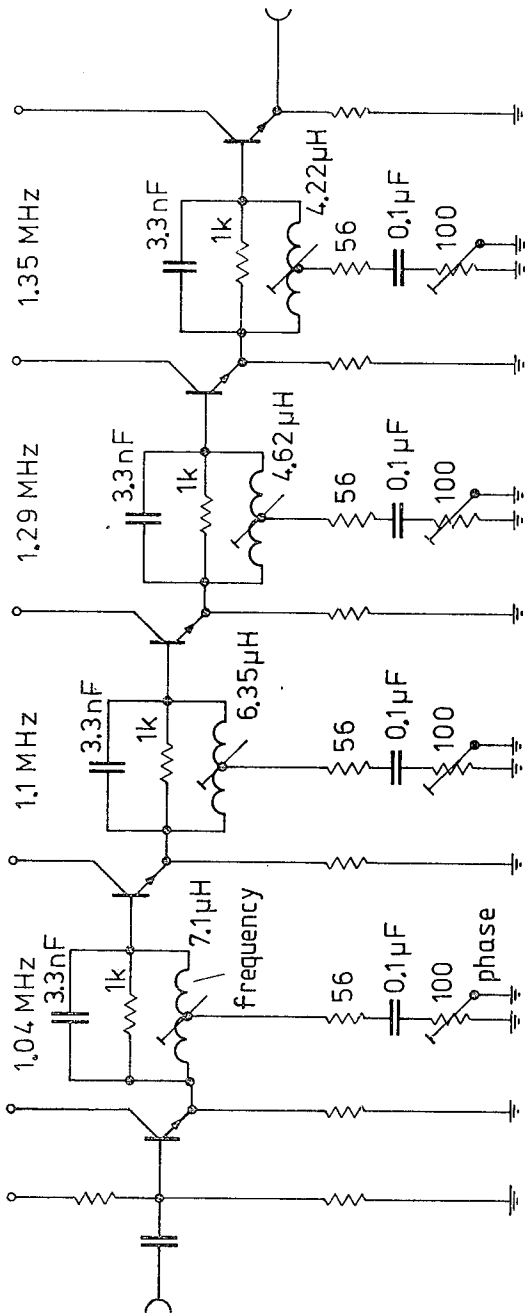 1.04 MHz
3.3nF
1k
7.1µH
frequency
56
0.1µF
100
phase
1.1 MHz
3.3nF
1k
6.35µH
56
0.1µF
100
1.29 MHz
3.3nF
1k
4.62µH
56
0.1µF
100
1.35 MHz
3.3nF
1k
4.22µH
56
0.1µF
100